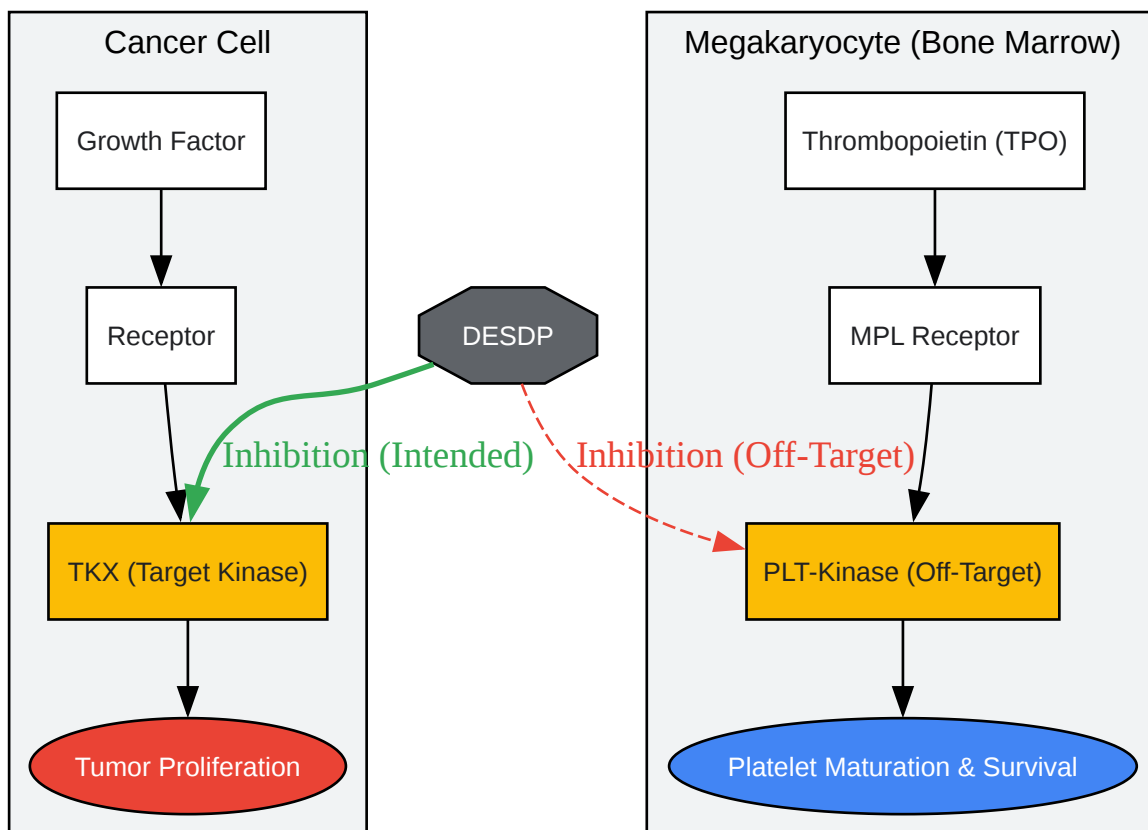 Cancer Cell
Megakaryocyte (Bone Marrow)
Growth Factor
Thrombopoietin (TPO)
Receptor
DESDP
MPL Receptor
Inhibition (Intended)
Inhibition (Off-Target)
TKX (Target Kinase)
PLT-Kinase (Off-Target)
Tumor Proliferation
Platelet Maturation & Survival